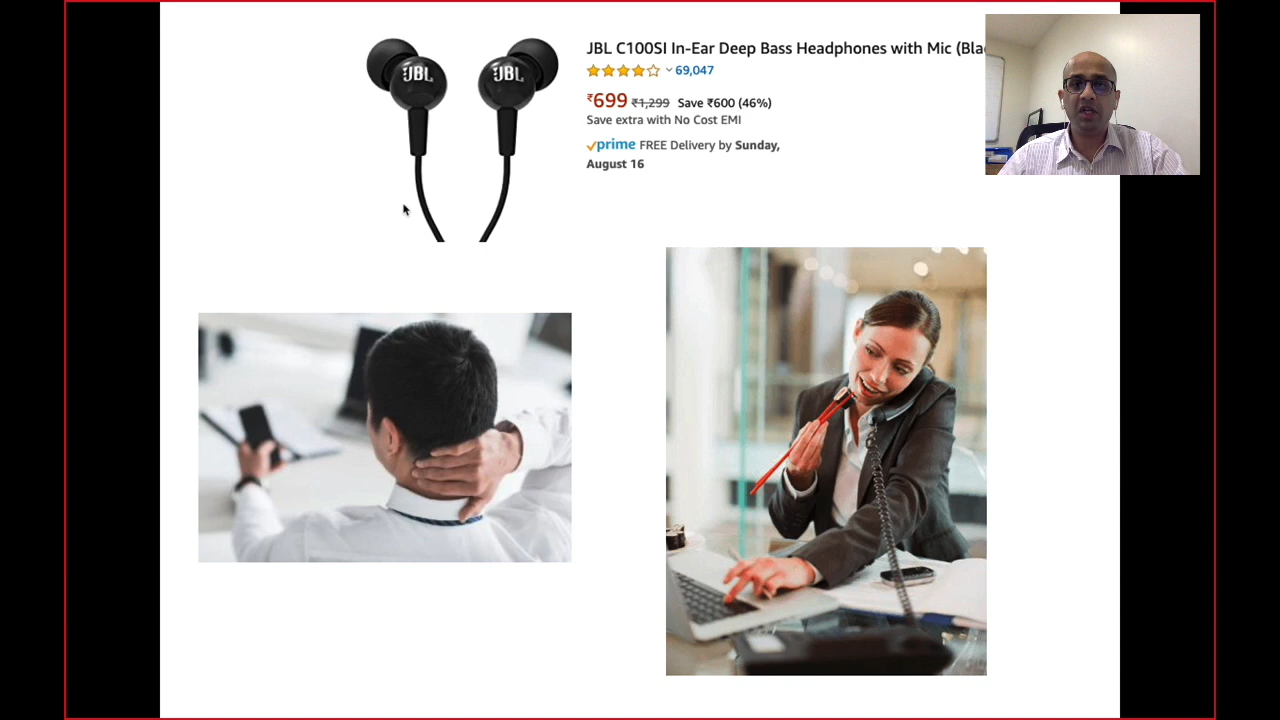 JBL
JBL
JBL C100SI In-Ear Deep Bass Headphones with Mic (Bla
69,047
₹699 ₹1,299 Save ₹600 (46%)
Save extra with No Cost EMI
prime FREE Delivery by Sunday,
August 16